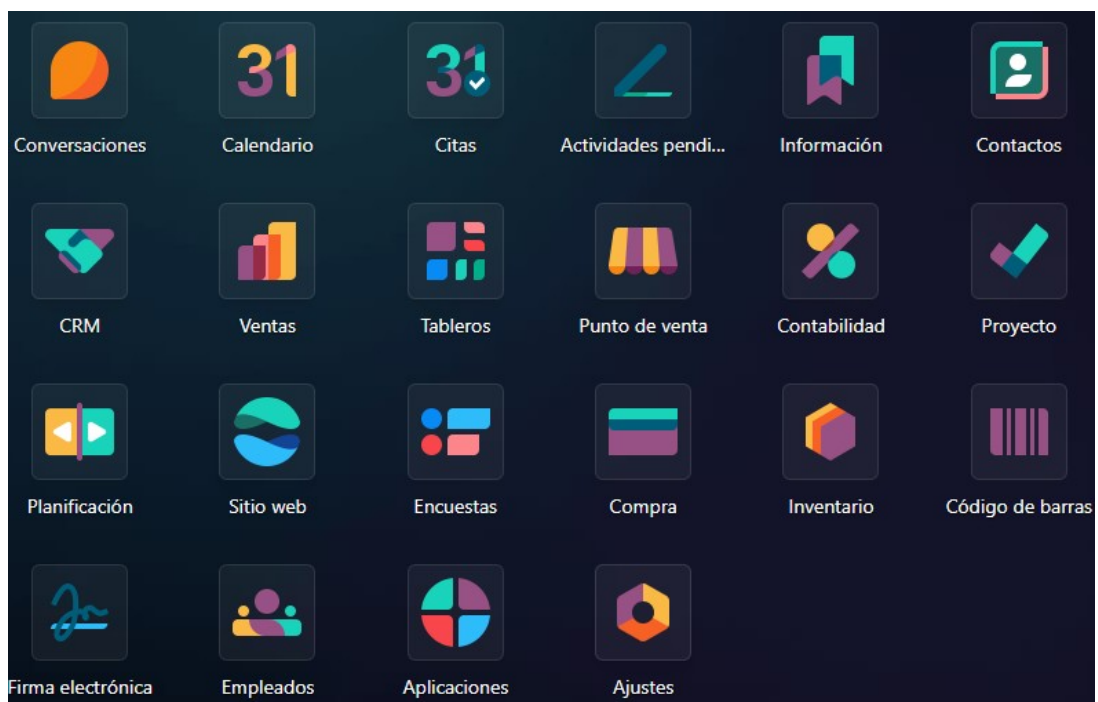 31
31
Conversaciones
Calendario
Citas
Actividades pendi...
Información
Contactos
CRM
Ventas
Tableros
Punto de venta
Contabilidad
Proyecto
Planificación
Sitio web
Encuestas
Compra
Inventario
Código de barras
Firma electrónica
Empleados
Aplicaciones
Ajustes